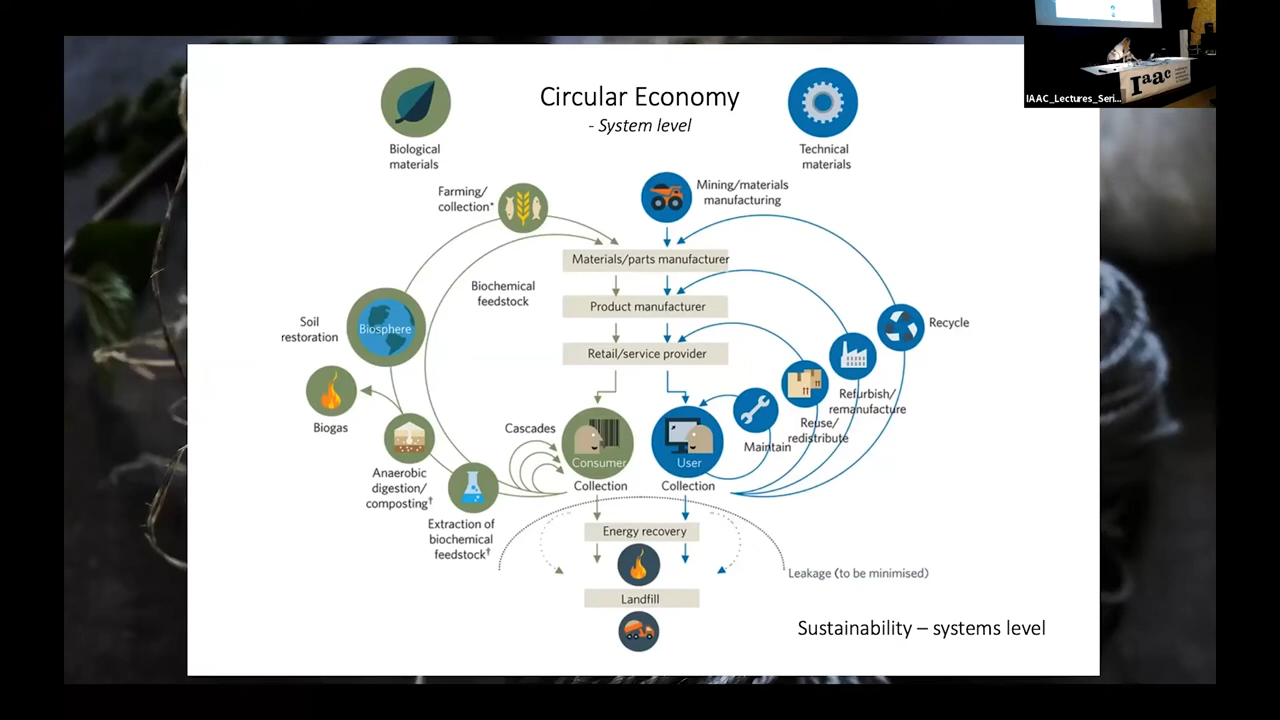 Circular Economy
- System level
Biological
materials
Technical
materials
Farming/
collection*
Mining/materials
manufacturing
Materials/parts manufacturer
Biochemical
feedstock
Product manufacturer
Soil
restoration
Biosphere
Recycle
Retail/service provider
Refurbish/
remanufacture
Biogas
Reuse/
redistribute
Cascades
Maintain
Consumer
User
Anaerobic
digestion/
composting†
Collection
Collection
Extraction of
biochemical
feedstock†
Energy recovery
Leakage (to be minimised)
Landfill
Sustainability – systems level
Iaac
IAAC_Lectures_Seri...